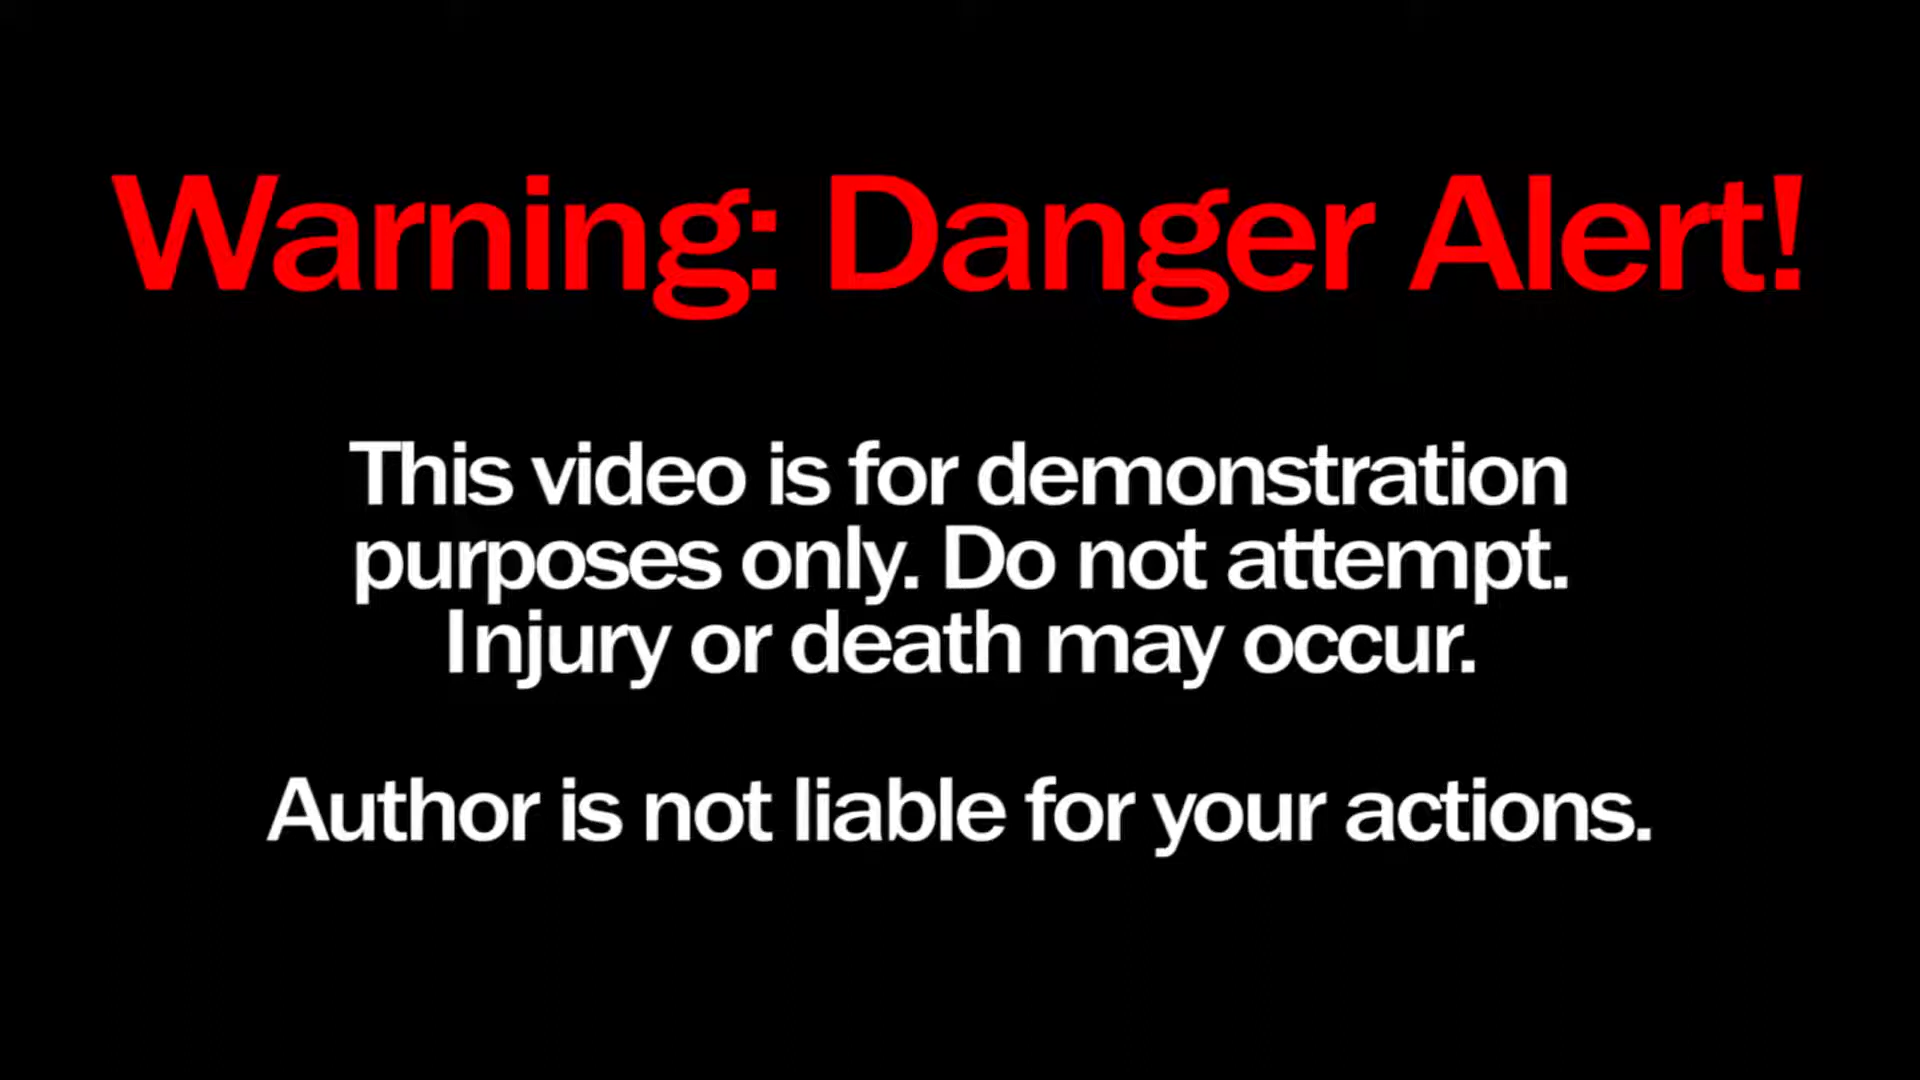 Warning: Danger Alert!
This video is for demonstration
purposes only. Do not attempt.
Injury or death may occur.
Author is not liable for your actions.